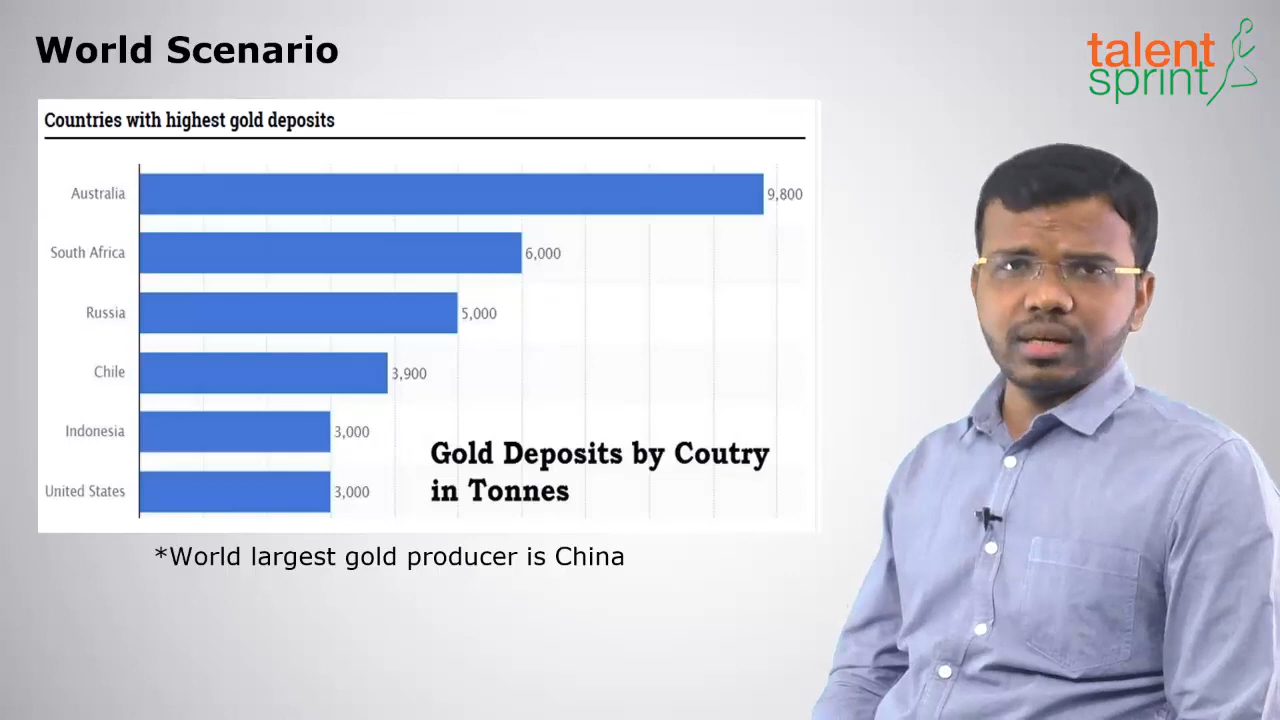 World Scenario
talent
sprint
Countries with highest gold deposits
Australia 9,800
South Africa 6,000
Russia 5,000
Chile 3,900
Indonesia 3,000
United States 3,000
Gold Deposits by Coutry
in Tonnes
*World largest gold producer is China